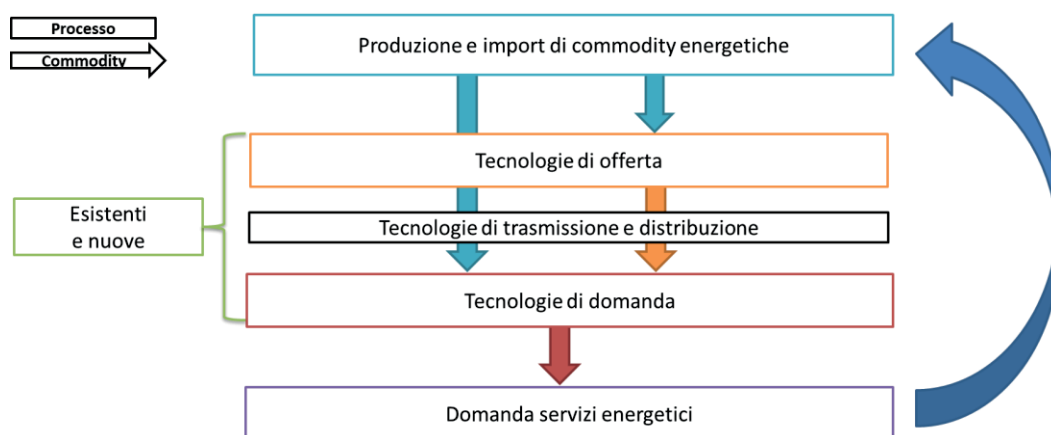 Processo
Commodity
Produzione e import di commodity energetiche
Tecnologie di offerta
Esistenti
e nuove
Tecnologie di trasmissione e distribuzione
Tecnologie di domanda
Domanda servizi energetici